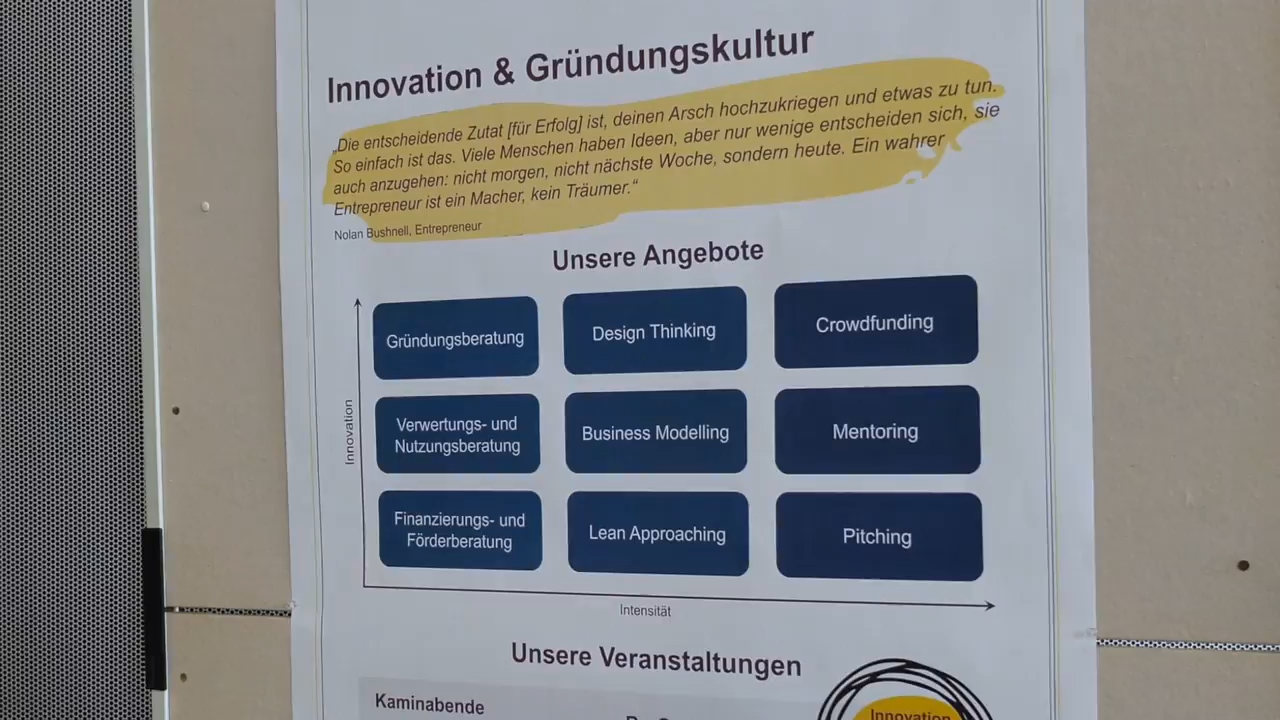 Innovation & Gründungskultur
„Die entscheidende Zutat [für Erfolg] ist, deinen Arsch hochzukriegen und etwas zu tun.
So einfach ist das. Viele Menschen haben Ideen, aber nur wenige entscheiden sich, sie
auch anzugehen: nicht morgen, nicht nächste Woche, sondern heute. Ein wahrer
Entrepreneur ist ein Macher, kein Träumer.“
Nolan Bushnell, Entrepreneur
Unsere Angebote
Gründungsberatung
Design Thinking
Crowdfunding
Verwertungs- und
Nutzungsberatung
Business Modelling
Mentoring
Finanzierungs- und
Förderberatung
Lean Approaching
Pitching
Innovation
Intensität
Unsere Veranstaltungen
Kaminabende
Innovation